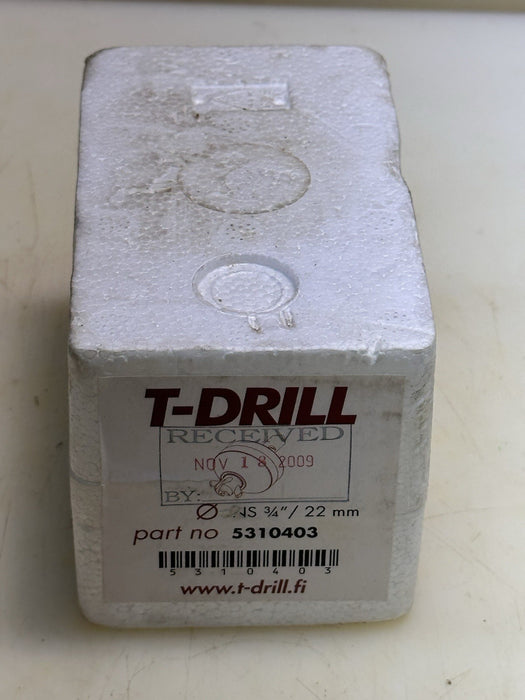 T-DRILL
RECEIVED
NOV 18 2009
BY:
Ø NS ¾"/ 22 mm
part no 5310403
5310403
www.t-drill.fi